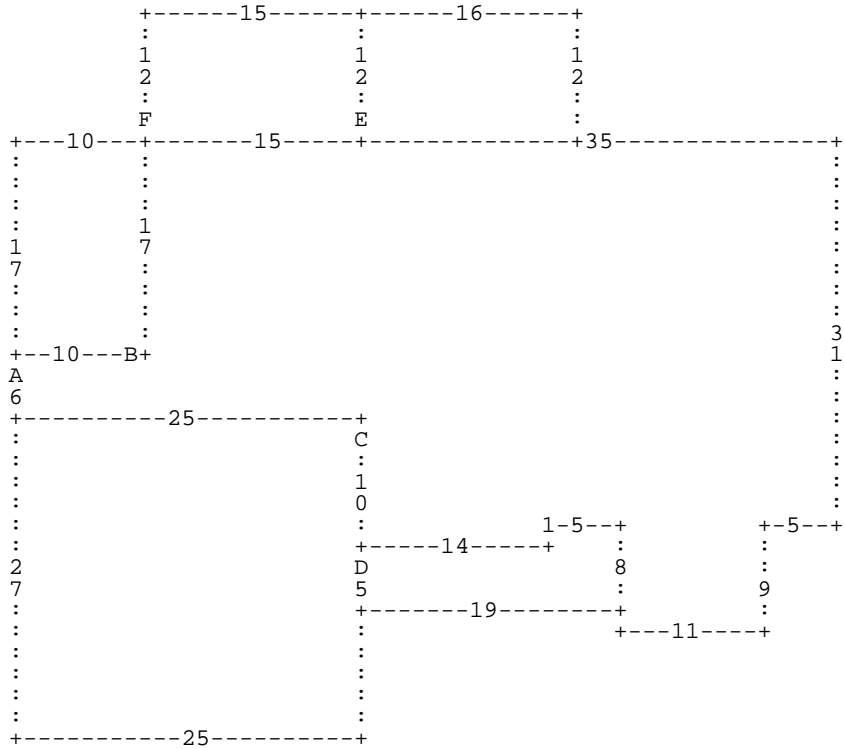 +------15------+------16------+
:              :              :
1              1              1
2              2              2
:              :              :
F              E              :
+---10---+-------15-----+--------------+35---------------+
:        :                                               :
:        :                                               :
:        :                                               :
:        1                                               :
1        7                                               :
7        :                                               :
:        :                                               :
:        :                                               :
:        :                                               3
+--10---B+                                               1
A                                                        :
6                                                        :
+----------25-----------+                                :
:                       C                                :
:                       :                                :
:                       1                                :
:                       0                                :
:                       :            1-5--+         +-5--+
:                       +-----14-----+    :         :
2                       D                 8         :
7                       5                 :         9
:                       +-------19--------+         :
:                       :                 +---11----+
:                       :
:                       :
:                       :
:                       :
+-----------25----------+